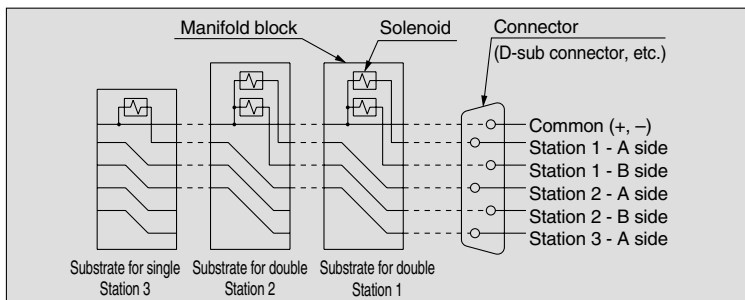 Manifold block
Solenoid
Connector
(D-sub connector, etc.)
Common (+, –)
Station 1 - A side
Station 1 - B side
Station 2 - A side
Station 2 - B side
Station 3 - A side
Substrate for single
Station 3
Substrate for double
Station 2
Substrate for double
Station 1